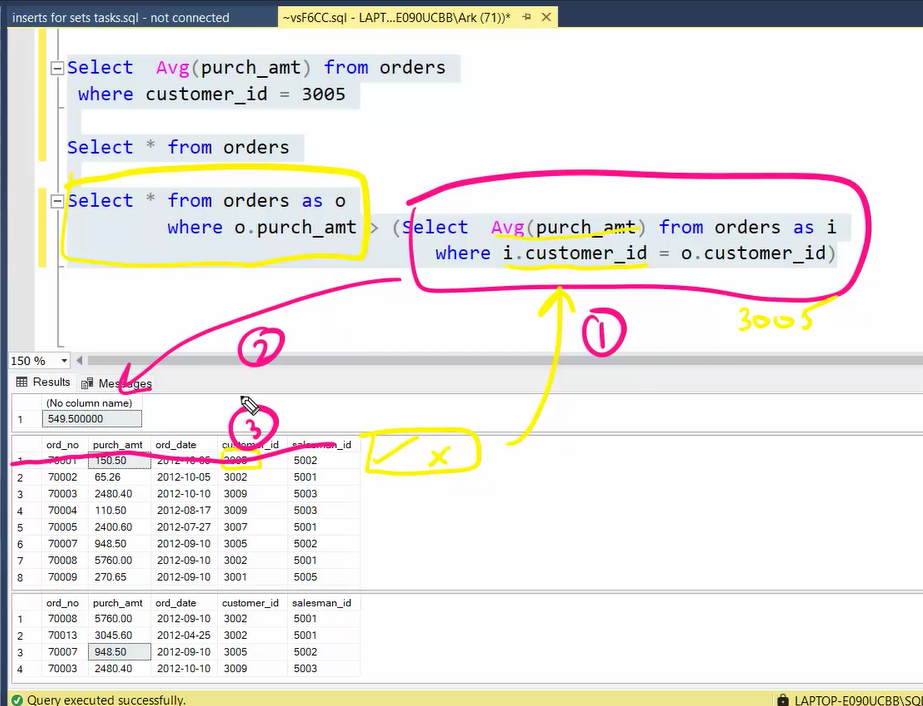 inserts for sets tasks.sql - not connected
~vsF6CC.sql - LAPT...E090UCBB\Ark (71))*
Select Avg(purch_amt) from orders
where customer_id = 3005
Select * from orders
Select * from orders as o
where o.purch_amt > (Select Avg(purch_amt) from orders as i
where i.customer_id = o.customer_id)
3005
1
2
3
150 %
Results Messages
(No column name)
1 549.500000
ord_no purch_amt ord_date customer_id salesman_id
1 70001 150.50 2012-10-05 3005 5002
2 70002 65.26 2012-10-05 3002 5001
3 70003 2480.40 2012-10-10 3009 5003
4 70004 110.50 2012-08-17 3009 5003
5 70005 2400.60 2012-07-27 3007 5001
6 70007 948.50 2012-09-10 3005 5002
7 70008 5760.00 2012-09-10 3002 5001
8 70009 270.65 2012-09-10 3001 5005
ord_no purch_amt ord_date customer_id salesman_id
1 70008 5760.00 2012-09-10 3002 5001
2 70013 3045.60 2012-04-25 3002 5001
3 70007 948.50 2012-09-10 3005 5002
4 70003 2480.40 2012-10-10 3009 5003
Query executed successfully.
LAPTOP-E090UCBB\SQ